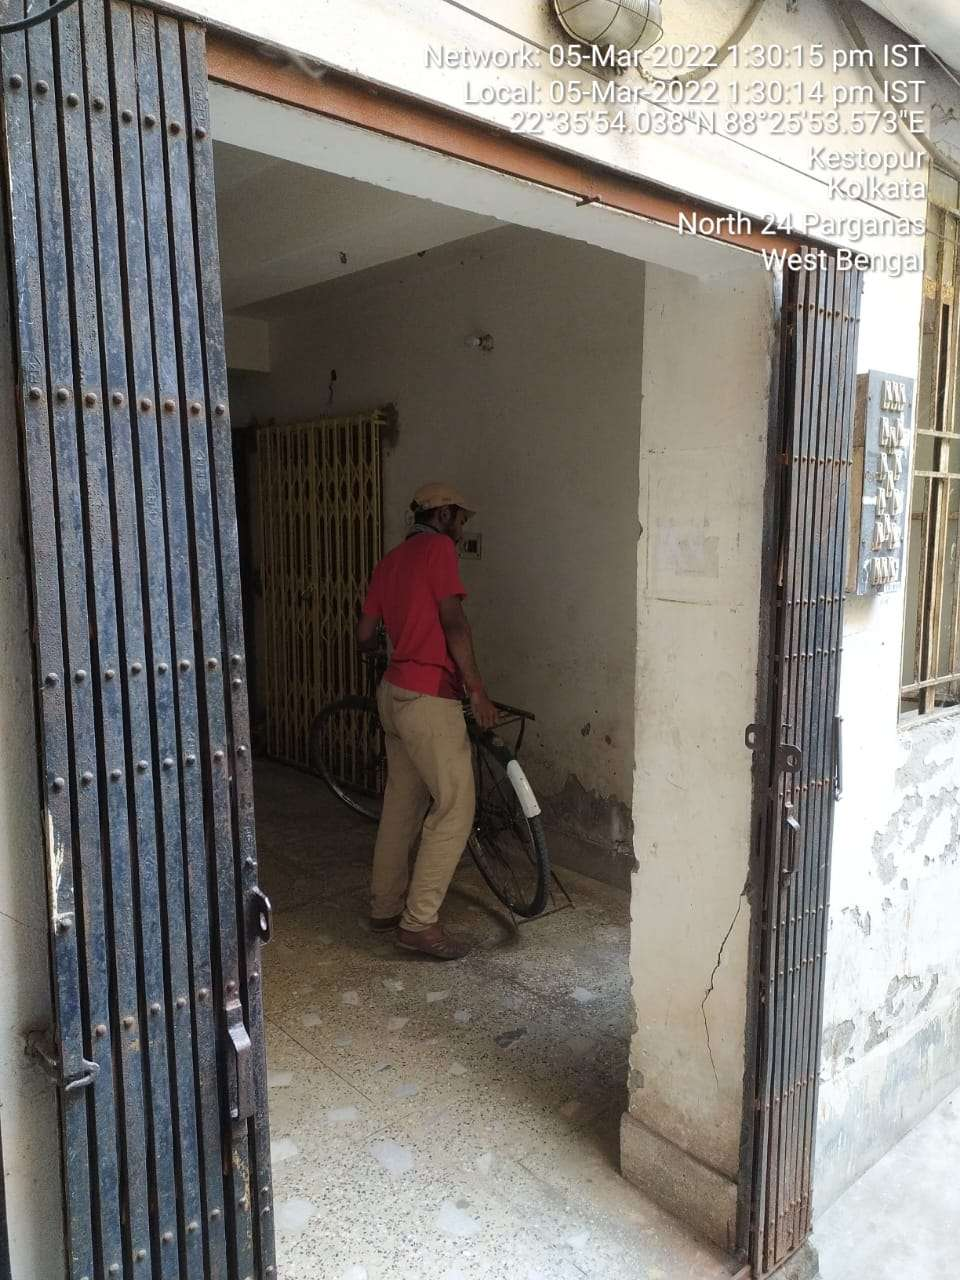 Network: 05-Mar-2022 1:30:15 pm IST
Local: 05-Mar-2022 1:30:14 pm IST
22°35'54.038"N 88°25'53.573"E
Kestopur
Kolkata
North 24 Parganas
West Bengal